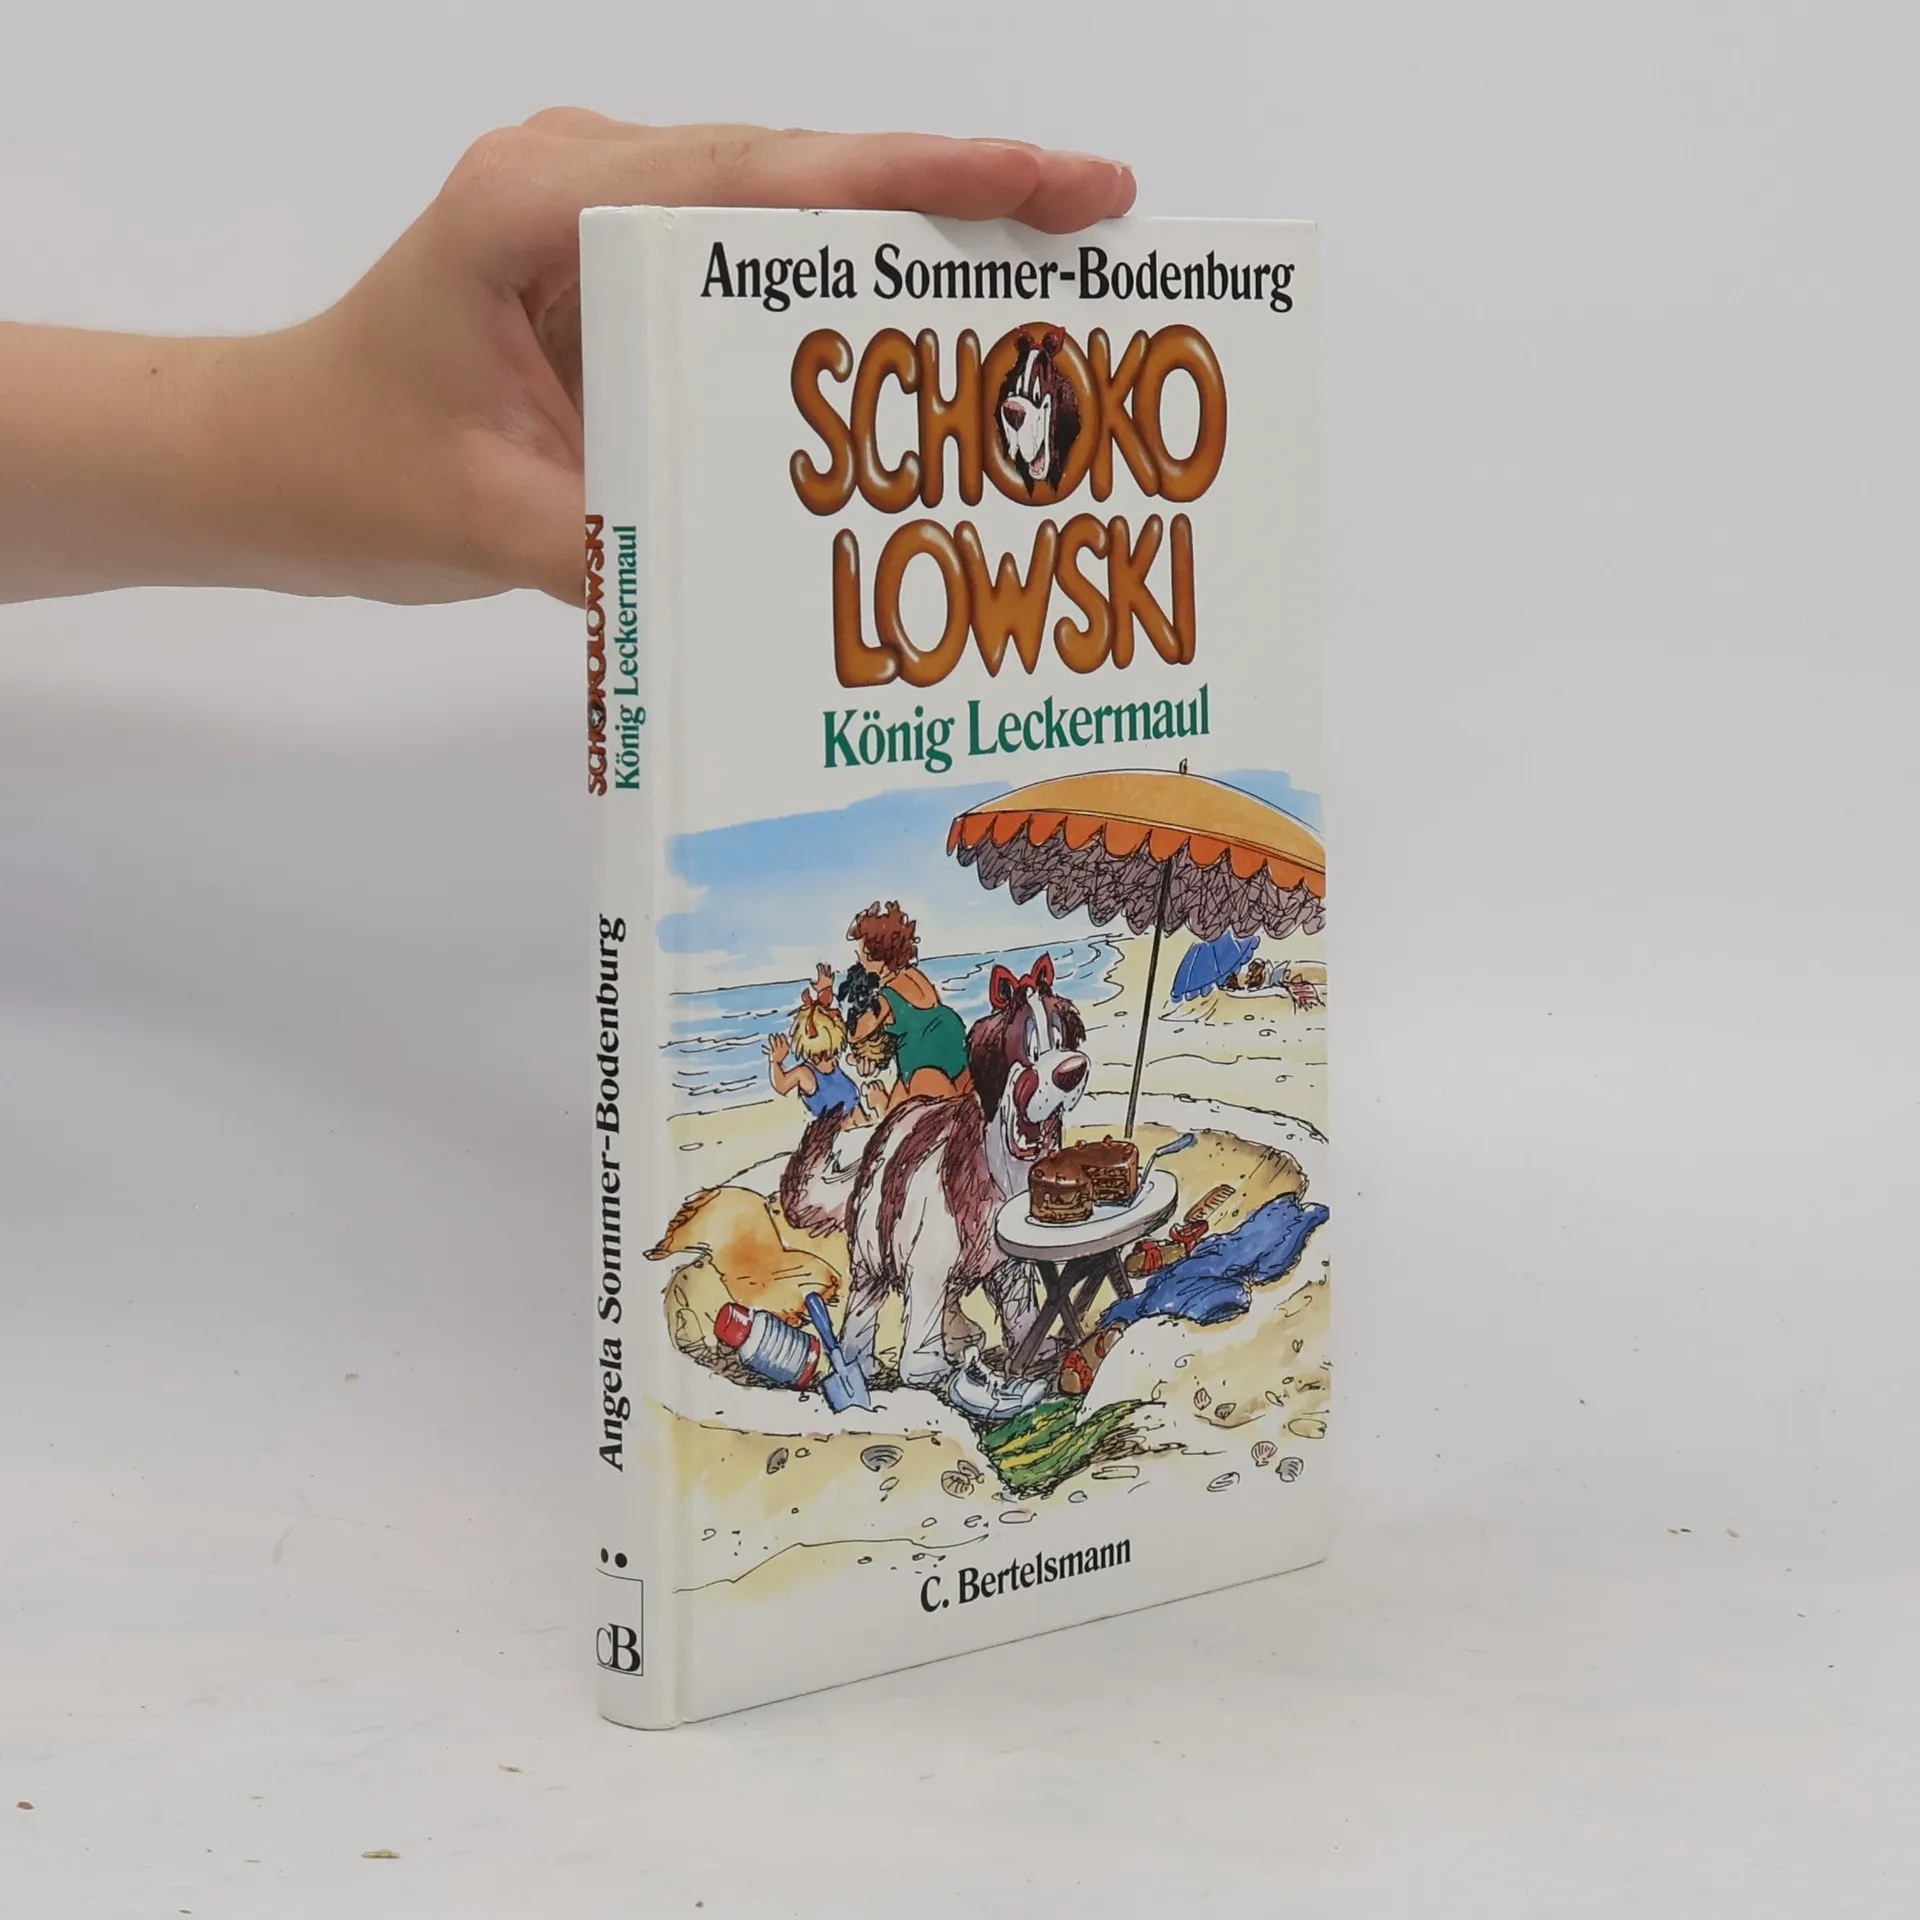 Angela Sommer-Bodenburg
SCHOKO
LOWSKI
König Leckermaul
C. Bertelsmann
SCHOKOLOWSKI
König Leckermaul
Angela Sommer-Bodenburg
CB